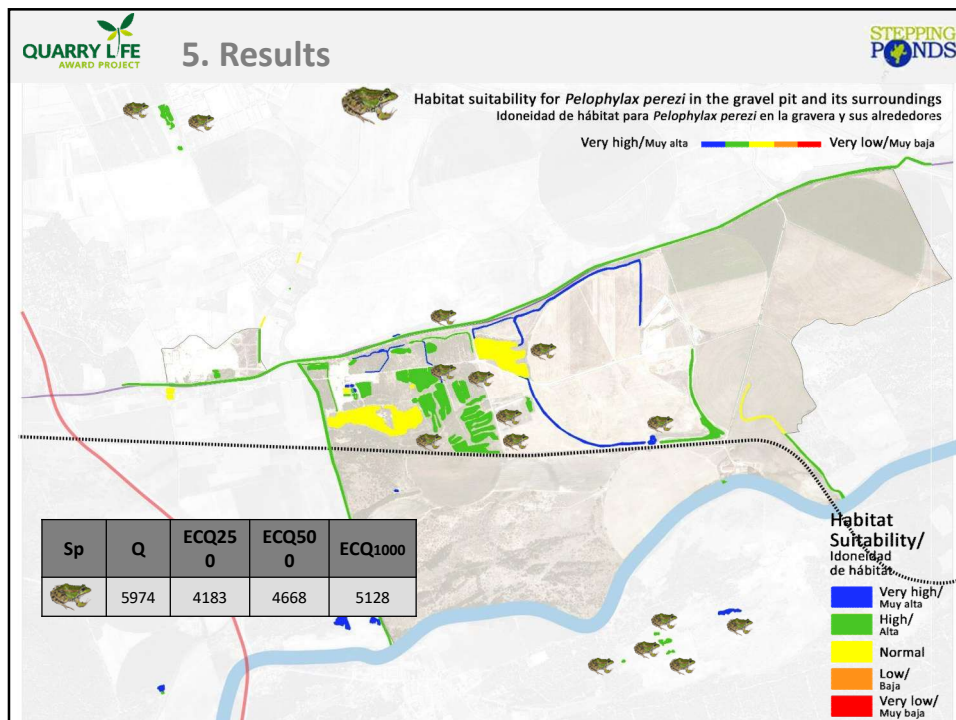 QUARRY LIFE
AWARD PROJECT
5. Results
STEPPING
PONDS
Habitat suitability for Pelophylax perezi in the gravel pit and its surroundings
Idoneidad de hábitat para Pelophylax perezi en la gravera y sus alrededores
Very high/Muy alta Very low/Muy baja
Sp Q ECQ25
0 ECQ50
0 ECQ1000
5974 4183 4668 5128
Habitat
Suitability/
Idoneidad
de hábitat
Very high/
Muy alta
High/
Alta
Normal
Low/
Baja
Very low/
Muy baja